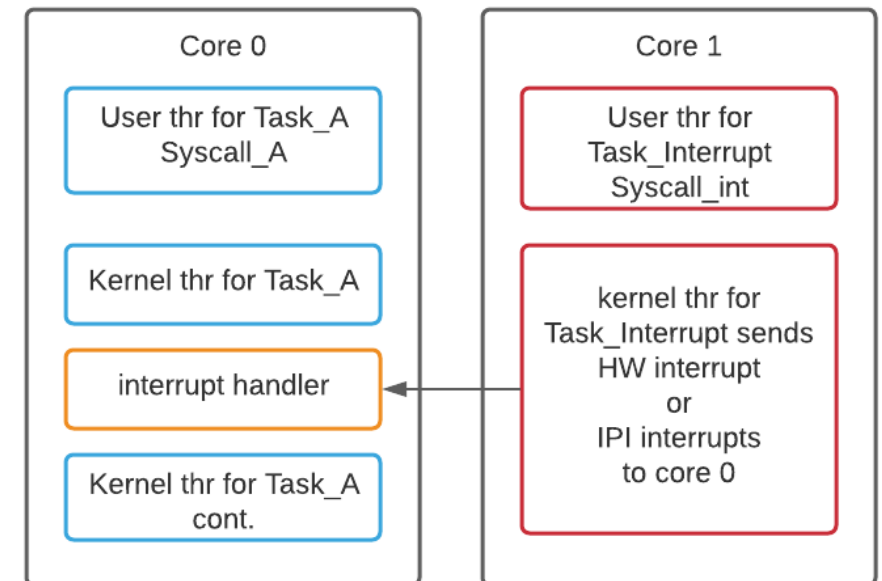 Core 0
User thr for Task_A
Syscall_A
Kernel thr for Task_A
interrupt handler
Kernel thr for Task_A
cont.
Core 1
User thr for
Task_Interrupt
Syscall_int
kernel thr for
Task_Interrupt sends
HW interrupt
or
IPI interrupts
to core 0